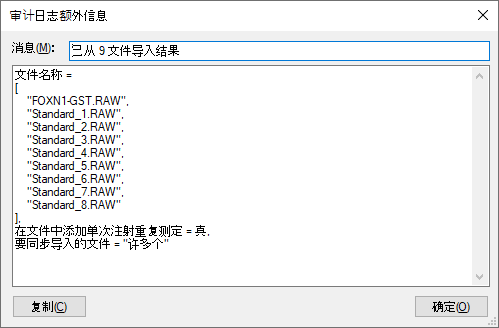 审计日志额外信息
消息(M):
已从 9 文件导入结果
文件名称 =
[
"FOXN1-GST.RAW",
"Standard_1.RAW",
"Standard_2.RAW",
"Standard_3.RAW",
"Standard_4.RAW",
"Standard_5.RAW",
"Standard_6.RAW",
"Standard_7.RAW",
"Standard_8.RAW"
],
在文件中添加单次注射重复测定 = 真,
要同步导入的文件 = "许多个"
复制(C)
确定(O)